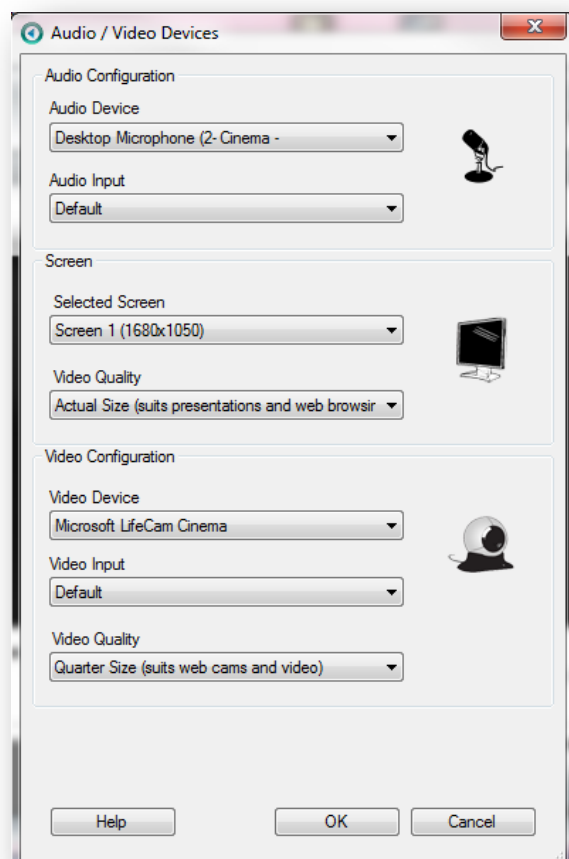 Audio / Video Devices
Audio Configuration
Audio Device
Desktop Microphone (2- Cinema -
Audio Input
Default
Screen
Selected Screen
Screen 1 (1680x1050)
Video Quality
Actual Size (suits presentations and web browsir
Video Configuration
Video Device
Microsoft LifeCam Cinema
Video Input
Default
Video Quality
Quarter Size (suits web cams and video)
Help
OK
Cancel